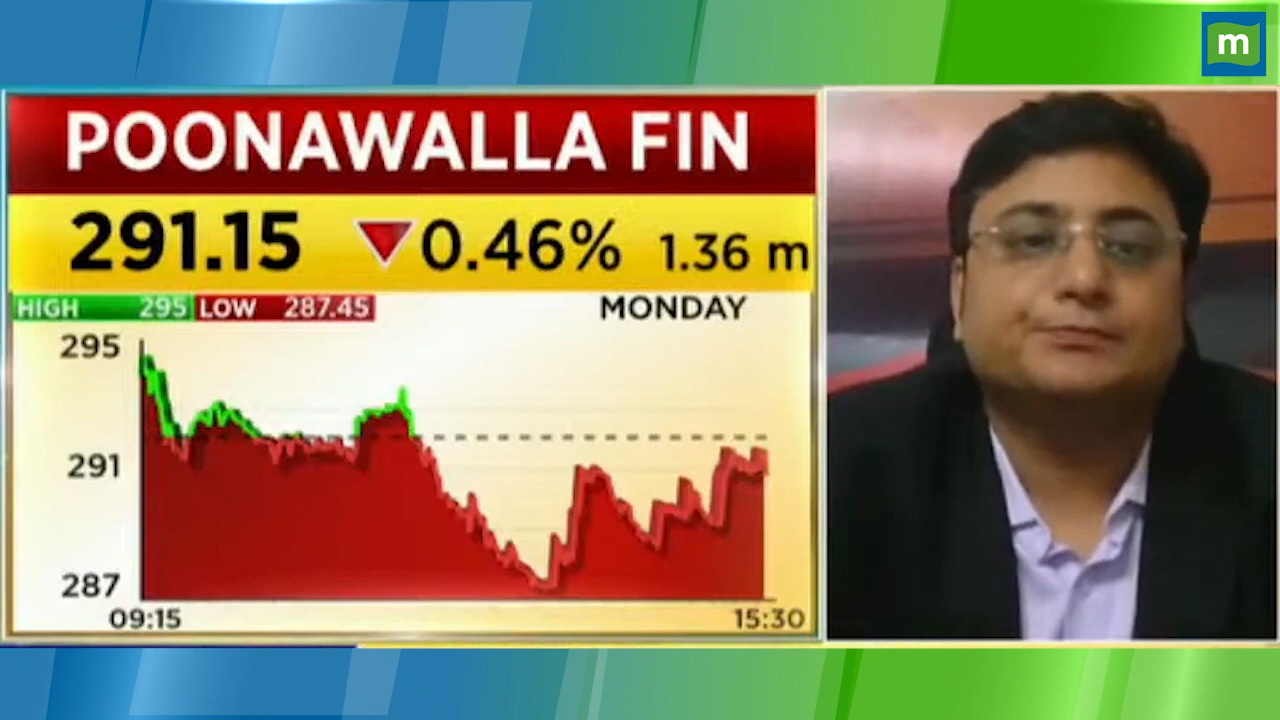 m
POONAWALLA FIN
291.15 ▼0.46% 1.36 m
HIGH 295 LOW 287.45 MONDAY
295
291
287
09:15 15:30